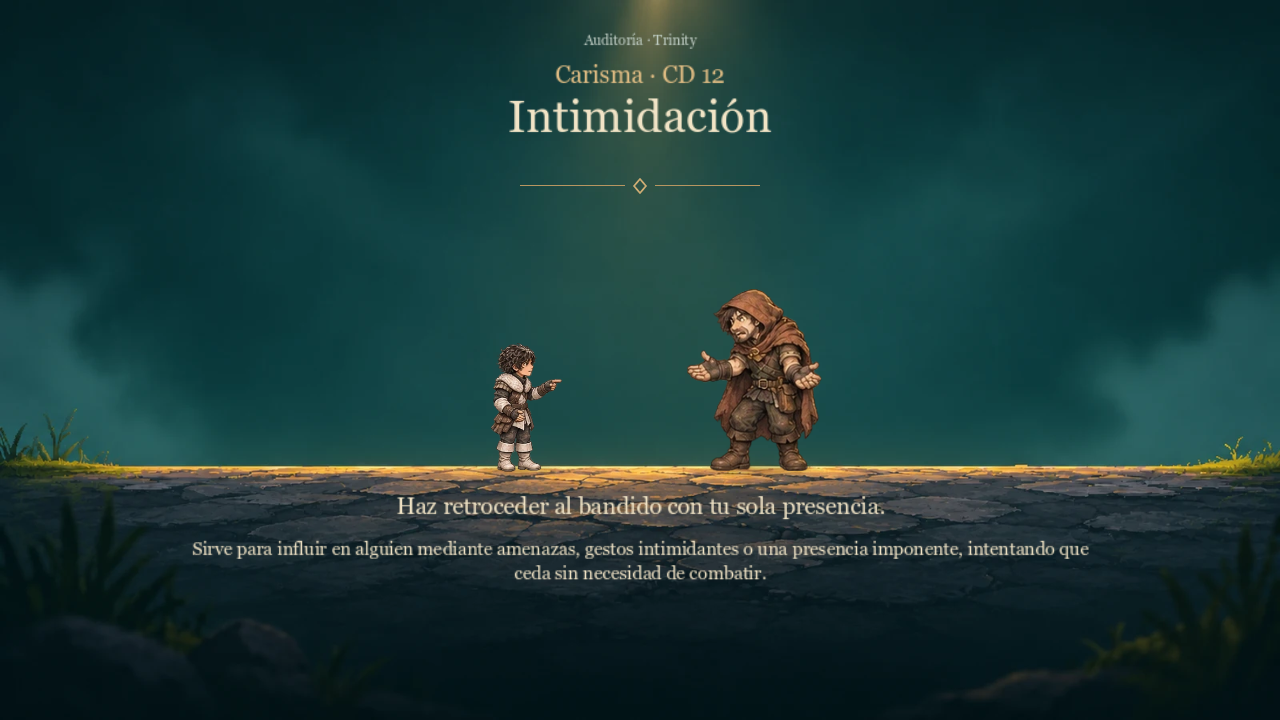 Auditoría · Trinity
Carisma · CD 12
Intimidación
Haz retroceder al bandido con tu sola presencia.
Sirve para influir en alguien mediante amenazas, gestos intimidantes o una presencia imponente, intentando que
ceda sin necesidad de combatir.